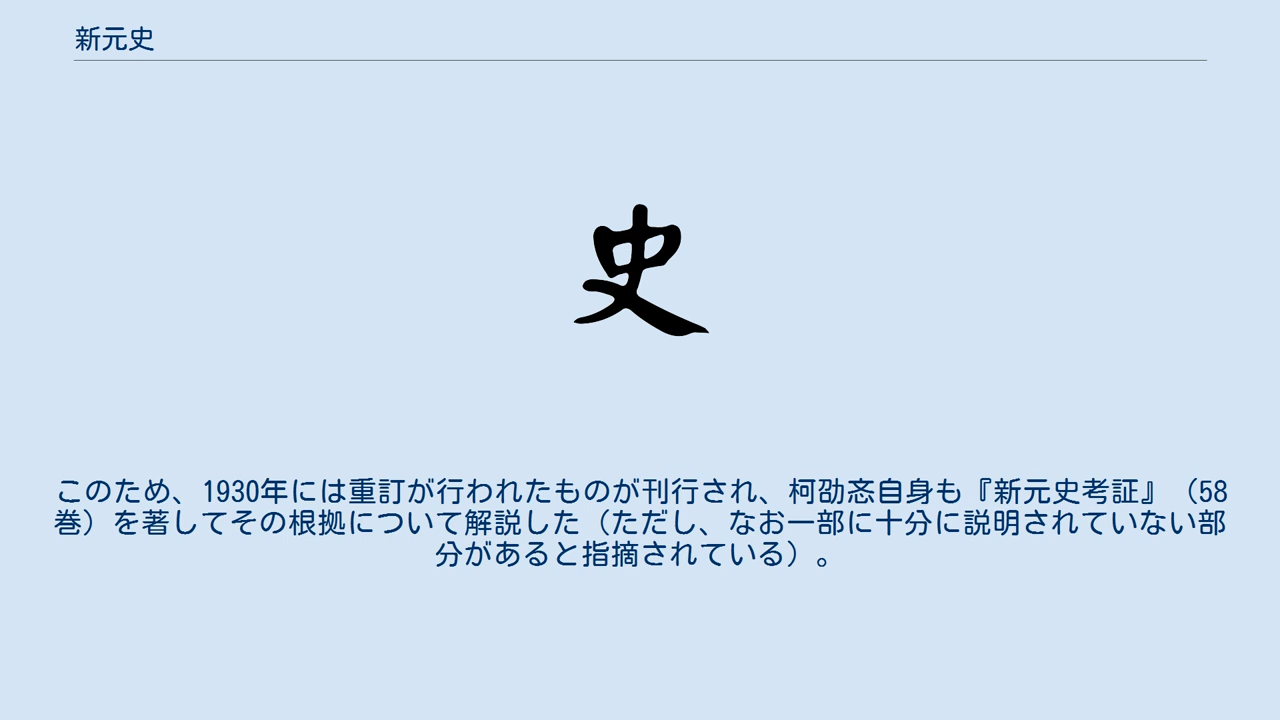 新元史
史
このため、1930年には重訂が行われたものが刊行され、柯劭忞自身も『新元史考証』（58
巻）を著してその根拠について解説した（ただし、なお一部に十分に説明されていない部
分があると指摘されている）。